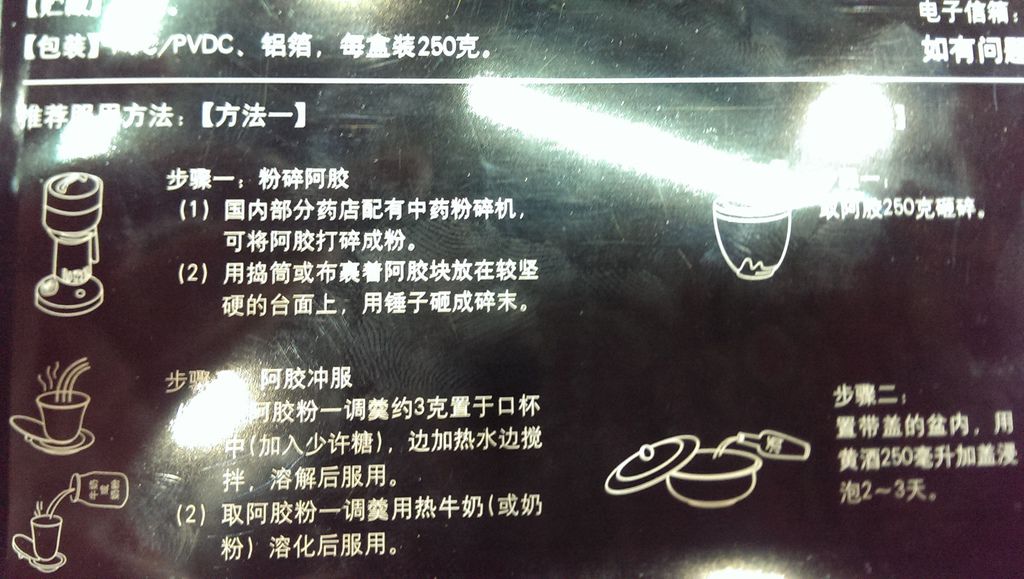 【包装】 /PVDC、铝箔，每盒装250克。
电子信箱：
如有问题
推荐服用方法：【方法一】
步骤一：粉碎阿胶
（1）国内部分药店配有中药粉碎机，
可将阿胶打碎成粉。
（2）用捣筒或布裹着阿胶块放在较坚
硬的台面上，用锤子砸成碎末。
步骤 阿胶冲服
阿胶粉一调羹约3克置于口杯
中(加入少许糖)，边加热水边搅
拌，溶解后服用。
（2）取阿胶粉一调羹用热牛奶(或奶
粉）溶化后服用。
一：
取阿胶250克砸碎。
步骤二：
置带盖的盆内，用
黄酒250毫升加盖浸
泡2～3天。